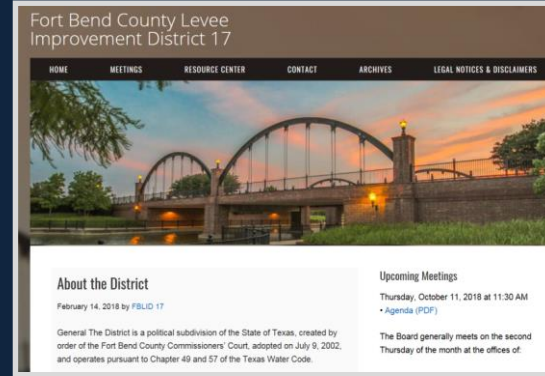 Fort Bend County Levee
Improvement District 17
HOME MEETINGS RESOURCE CENTER CONTACT ARCHIVES LEGAL NOTICES & DISCLAIMERS
About the District
February 14, 2018 by FBLID 17
General The District is a political subdivision of the State of Texas, created by
order of the Fort Bend County Commissioners' Court, adopted on July 9, 2002,
and operates pursuant to Chapter 49 and 57 of the Texas Water Code.
Upcoming Meetings
Thursday, October 11, 2018 at 11:30 AM
• Agenda (PDF)
The Board generally meets on the second
Thursday of the month at the offices of: